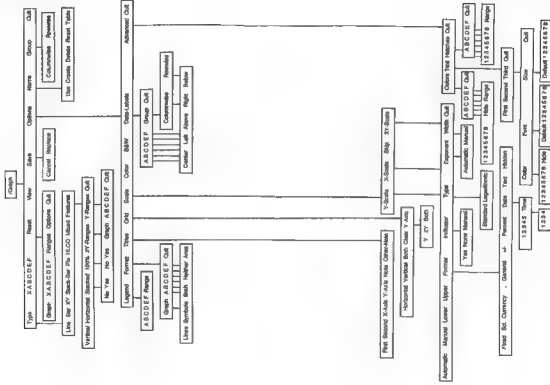 /Graph
Type X A B C D E F Reset View Save Options Name Group Quit
Graph X A B C D E F Ranges Options Quit
Cancel Replace
Columnwise Rowwise
Use Create Delete Reset Table
Line Bar XY Stack-Bar Pie HLCO Mixed Features
Vertical Horizontal Stacked 100% 2Y-Ranges Y-Ranges Quit
No Yes
Graph A B C D E F Quit
Legend Format Titles Grid Scale Color B&W Data-Labels Advanced Quit
A B C D E F Range
Graph A B C D E F Quit
Lines Symbols Both Neither Area
A B C D E F Group Quit
Columnwise Rowwise
Center Left Above Right Below
First Second X-Axis Y-Axis Note Other-Note
Horizontal Vertical Both Clear Y-Axis
Y 2Y Both
Y-Scale X-Scale Skip 2Y-Scale
Automatic Manual Lower Upper Format Indicator Type Exponent Width Quit
Yes None Manual
Standard Logarithmic
Automatic Manual
Colors Text Hatches Quit
A B C D E F Quit
1 2 3 4 5 6 7 8 Hide Range
A B C D E F Quit
1 2 3 4 5 6 7 8 Range
Fixed Sci Currency , General +/- Percent Date Text Hidden
1 2 3 4 5 Time
1 2 3 4
First Second Third Quit
Color Font Size Quit
1 2 3 4 5 6 7 8 Hide
Default 1 2 3 4 5 6 7 8
Default 1 2 3 4 5 6 7 8 9